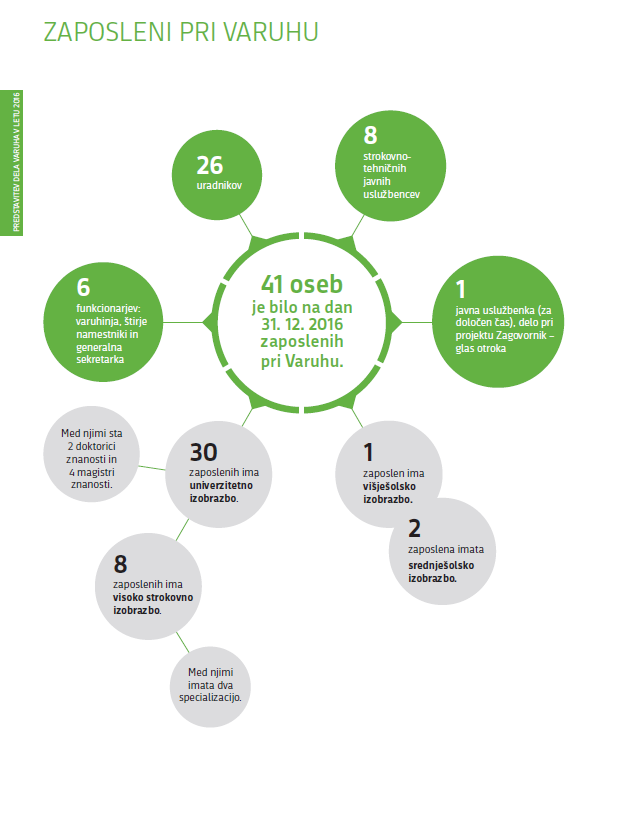 ZAPOSLENI PRI VARUHU
PREDSTAVITEV DELA VARUHA V LETU 2016
26
uradnikov
8
strokovno-
tehničnih
javnih
uslužbencev
6
funkcionarjev:
varuhinja, štirje
namestniki in
generalna
sekretarka
41 oseb
je bilo na dan
31. 12. 2016
zaposlenih
pri Varuhu.
1
javna uslužbenka (za
določen čas), delo pri
projektu Zagovornik –
glas otroka
Med njimi sta
2 doktorici
znanosti in
4 magistri
znanosti.
30
zaposlenih ima
univerzitetno
izobrazbo.
1
zaposlen ima
višješolsko
izobrazbo.
2
zaposlena imata
srednješolsko
izobrazbo.
8
zaposlenih ima
visoko strokovno
izobrazbo.
Med njimi
imata dva
specializacijo.